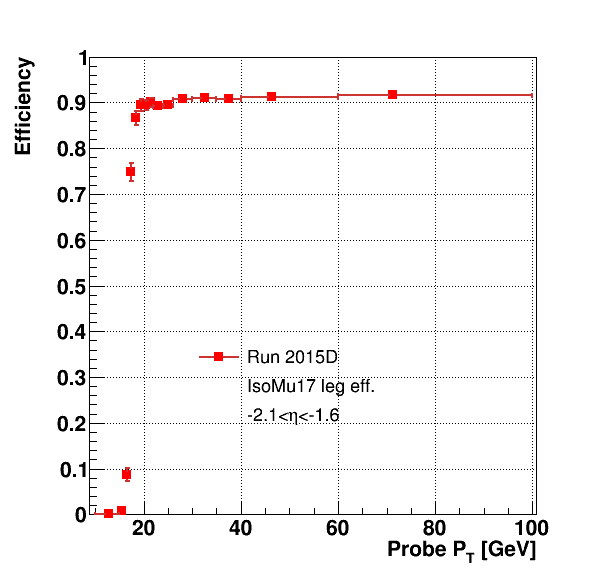 Efficiency
1
0.9
0.8
0.7
0.6
0.5
0.4
0.3
0.2
0.1
0
Run 2015D
IsoMu17 leg eff.
-2.1<η<-1.6
20 40 60 80 100
Probe P_T [GeV]